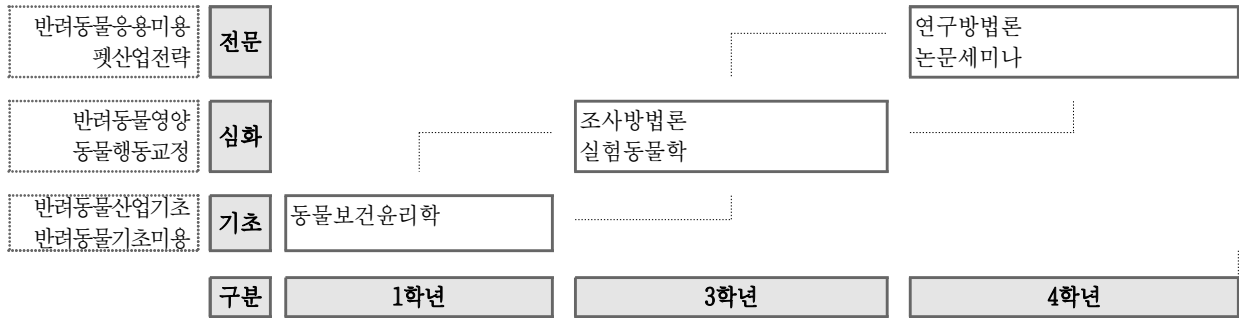 반려동물응용미용
펫산업전략
전문
연구방법론
논문세미나
반려동물영양
동물행동교정
심화
조사방법론
실험동물학
반려동물산업기초
반려동물기초미용
기초
동물보건윤리학
구분
1학년
3학년
4학년